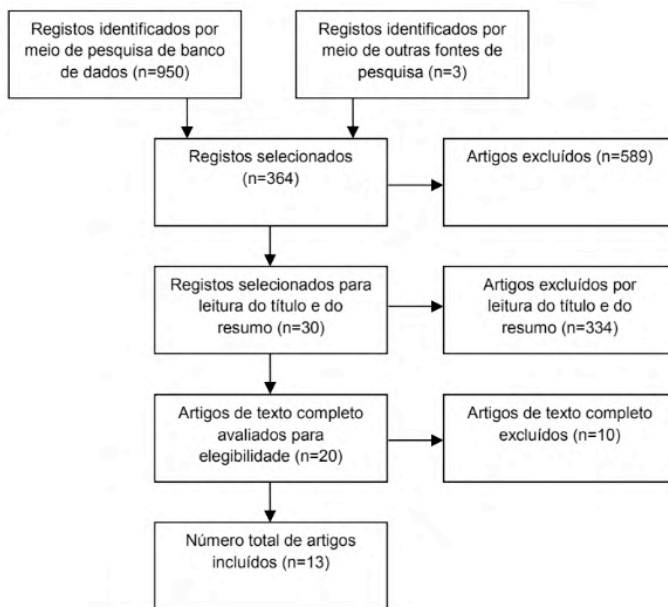 Registos identificados por
meio de pesquisa de banco
de dados (n=950)
Registos identificados por
meio de outras fontes de
pesquisa (n=3)
Registos selecionados
(n=364)
Artigos excluídos (n=589)
Registos selecionados para
leitura do título e do
resumo (n=30)
Artigos excluídos por
leitura do título e do
resumo (n=334)
Artigos de texto completo
avaliados para
elegibilidade (n=20)
Artigos de texto completo
excluídos (n=10)
Número total de artigos
incluídos (n=13)